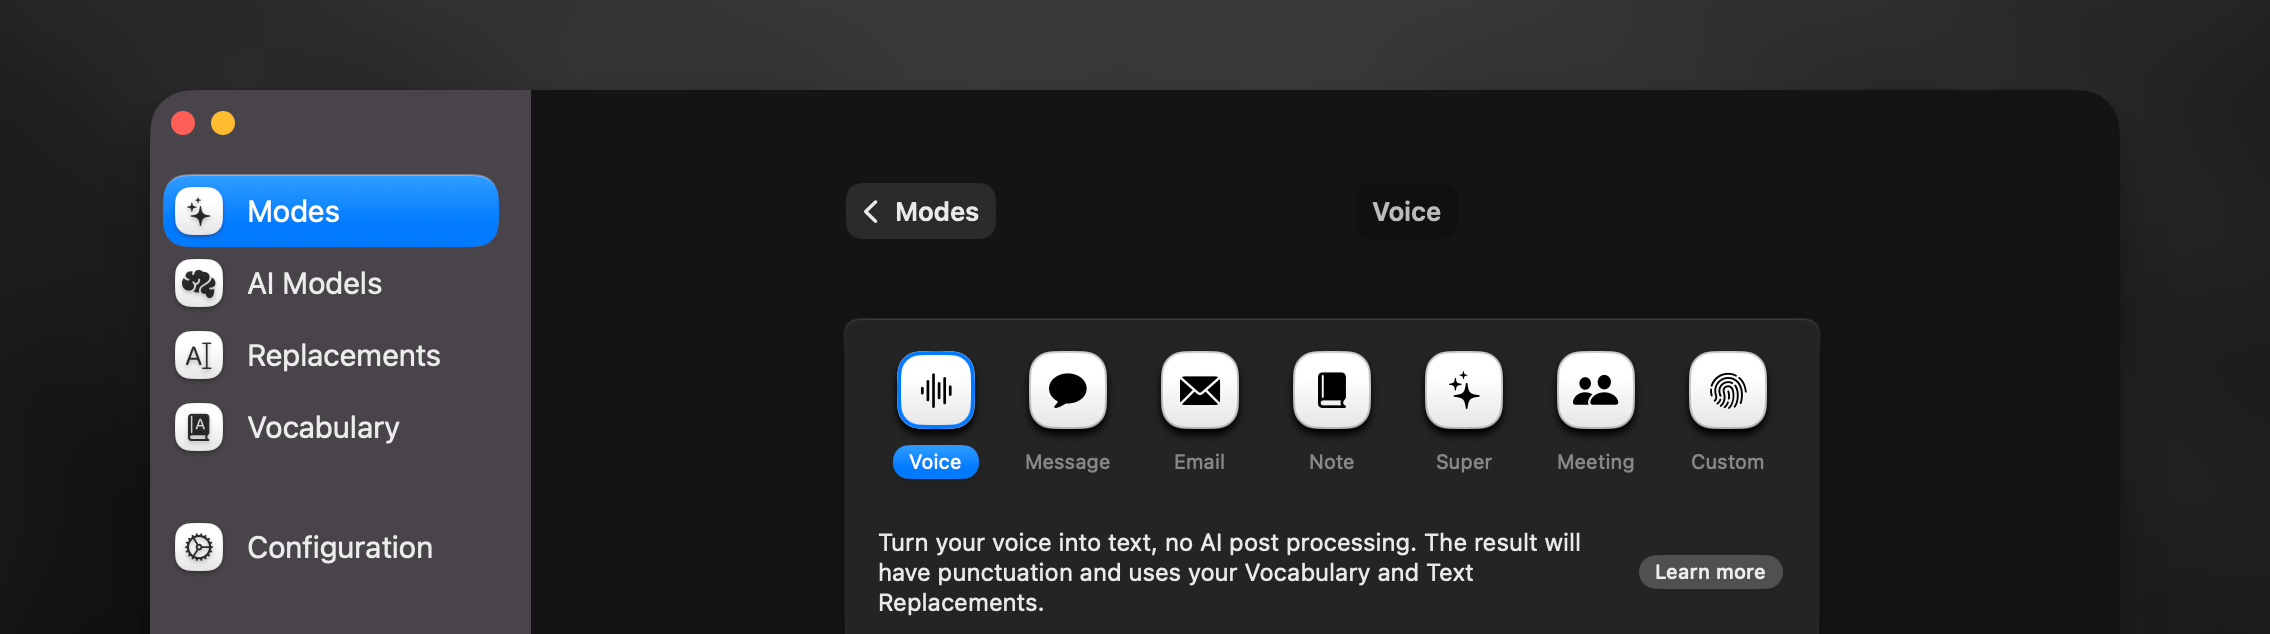 Modes
AI Models
Replacements
Vocabulary
Configuration
Modes
Voice
Voice
Message
Email
Note
Super
Meeting
Custom
Turn your voice into text, no AI post processing. The result will
have punctuation and uses your Vocabulary and Text
Replacements.
Learn more